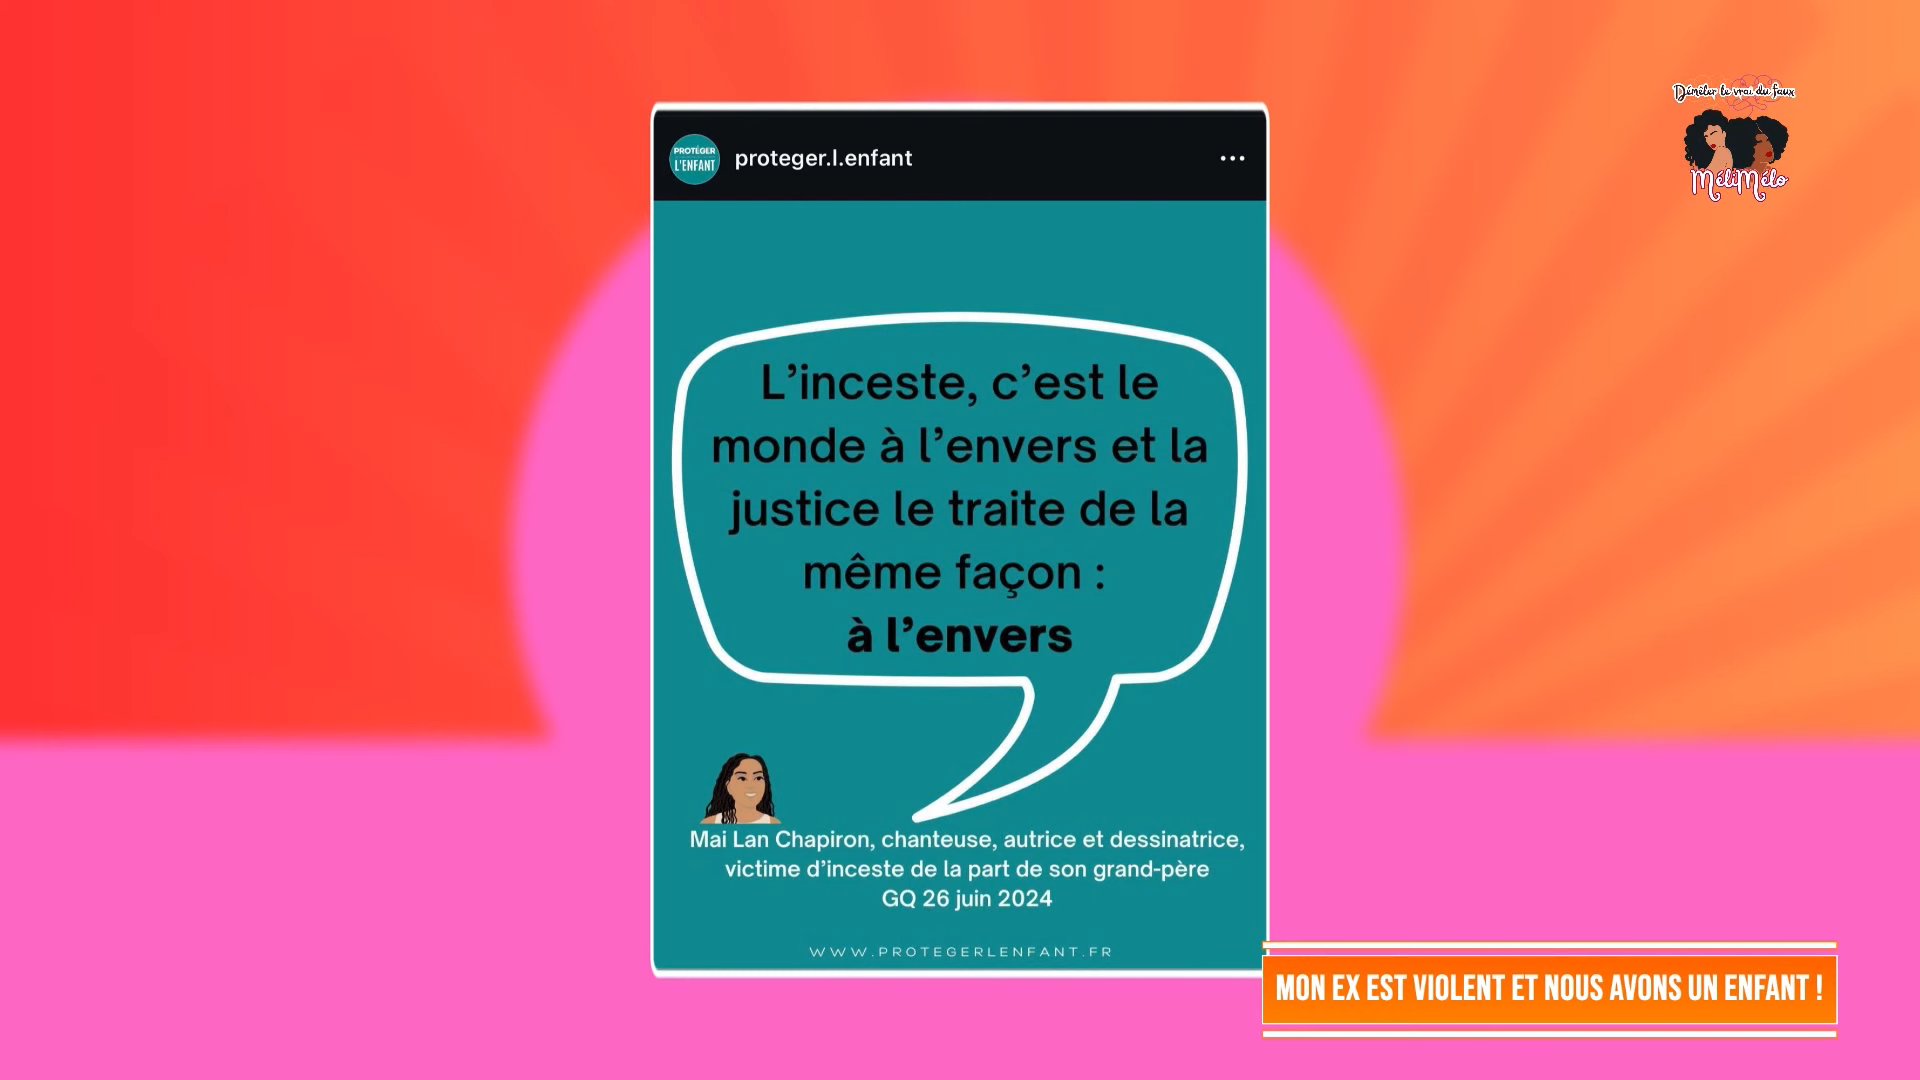 Démêler le vrai du faux
MéliMélo
PROTÉGER
L'ENFANT
proteger.l.enfant
L’inceste, c’est le
monde à l’envers et la
justice le traite de la
même façon :
à l’envers
Mai Lan Chapiron, chanteuse, autrice et dessinatrice,
victime d’inceste de la part de son grand-père
GQ 26 juin 2024
WWW.PROTEGERLENFANT.FR
MON EX EST VIOLENT ET NOUS AVONS UN ENFANT !